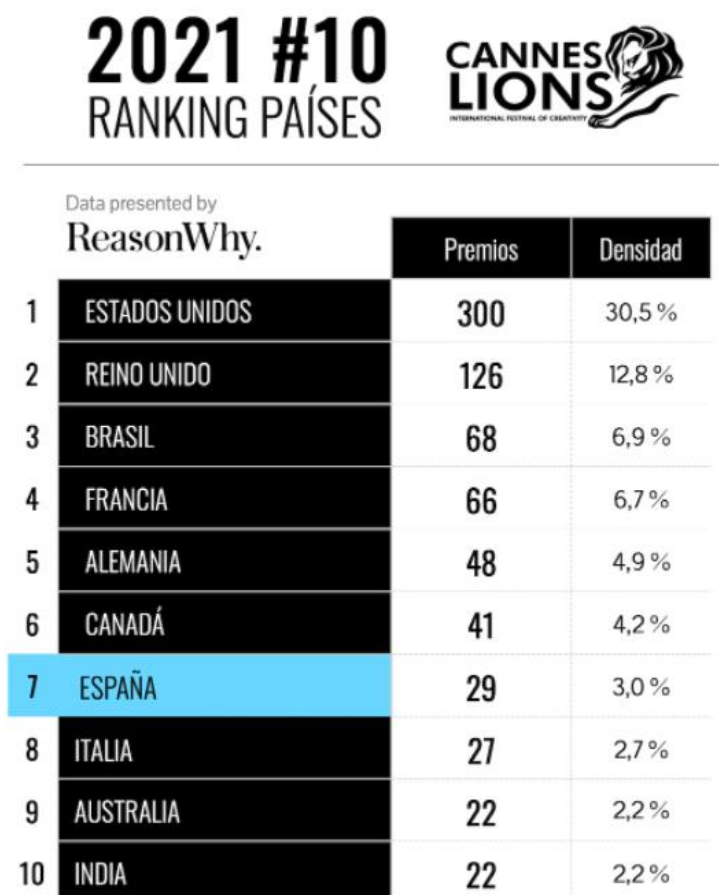 2021 #10
RANKING PAÍSES
CANNES
LIONS
INTERNATIONAL FESTIVAL OF CREATIVITY
Data presented by
ReasonWhy.
Premios Densidad
1 ESTADOS UNIDOS 300 30,5 %
2 REINO UNIDO 126 12,8 %
3 BRASIL 68 6,9 %
4 FRANCIA 66 6,7 %
5 ALEMANIA 48 4,9 %
6 CANADÁ 41 4,2 %
7 ESPAÑA 29 3,0 %
8 ITALIA 27 2,7 %
9 AUSTRALIA 22 2,2 %
10 INDIA 22 2,2 %